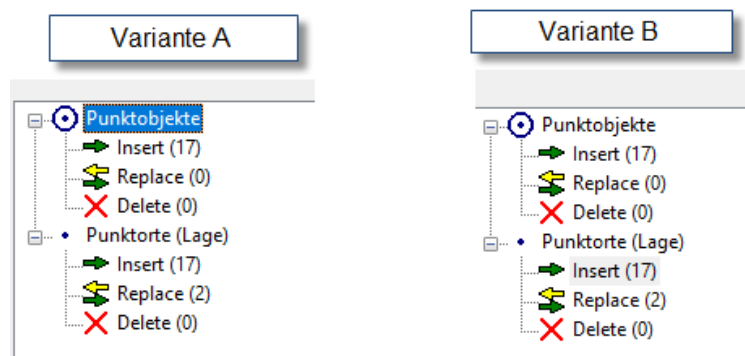 Variante A
Punktobjekte
Insert (17)
Replace (0)
Delete (0)
Punktorte (Lage)
Insert (17)
Replace (2)
Delete (0)
Variante B
Punktobjekte
Insert (17)
Replace (0)
Delete (0)
Punktorte (Lage)
Insert (17)
Replace (2)
Delete (0)